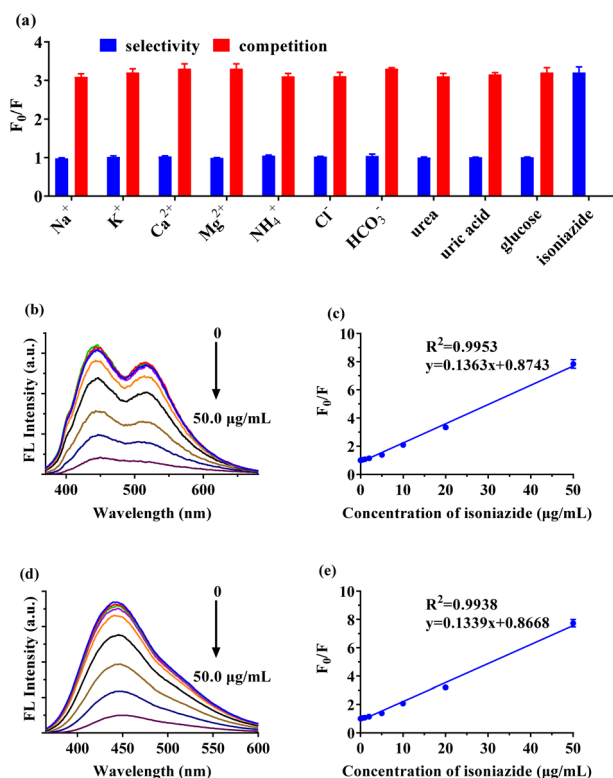 (a)
selectivity competition
F₀/F
4
3
2
1
0
Na⁺ K⁺ Ca²⁺ Mg²⁺ NH₄⁺ Cl⁻ HCO₃⁻ urea uric acid glucose isoniazide
(b)
FL Intensity (a.u.)
0
50.0 μg/mL
400 500 600
Wavelength (nm)
(c)
F₀/F
10
8
6
4
2
0
R²=0.9953
y=0.1363x+0.8743
0 10 20 30 40 50
Concentration of isoniazide (μg/mL)
(d)
FL Intensity (a.u.)
0
50.0 μg/mL
400 450 500 550 600
Wavelength (nm)
(e)
F₀/F
10
8
6
4
2
0
R²=0.9938
y=0.1339x+0.8668
0 10 20 30 40 50
Concentration of isoniazide (μg/mL)